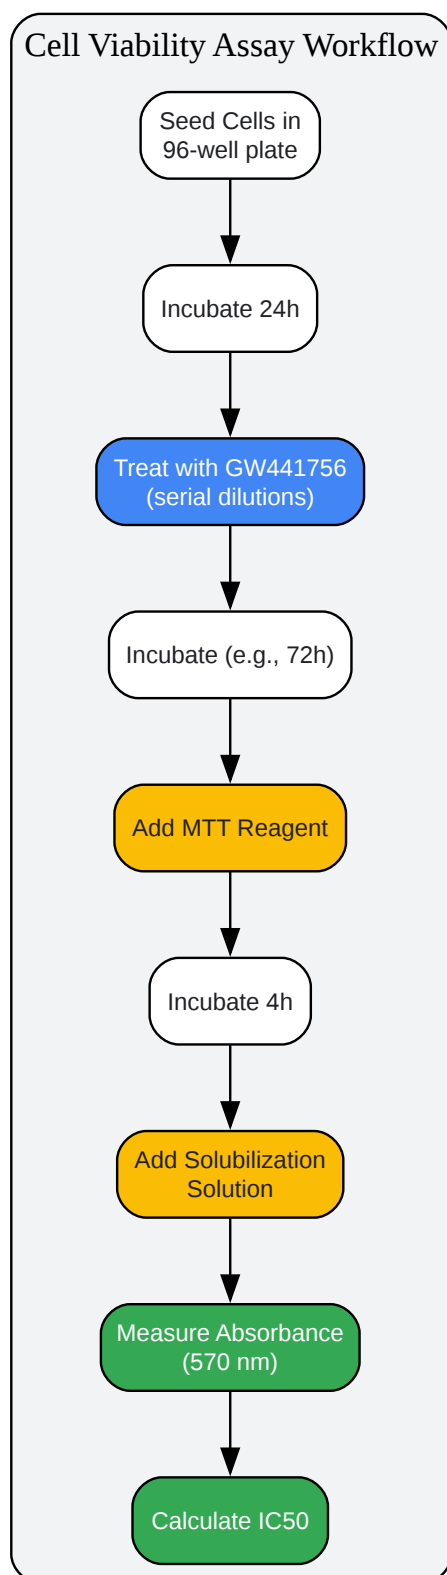 Cell Viability Assay Workflow
Seed Cells in
96-well plate
Incubate 24h
Treat with GW441756
(serial dilutions)
Incubate (e.g., 72h)
Add MTT Reagent
Incubate 4h
Add Solubilization
Solution
Measure Absorbance
(570 nm)
Calculate IC50